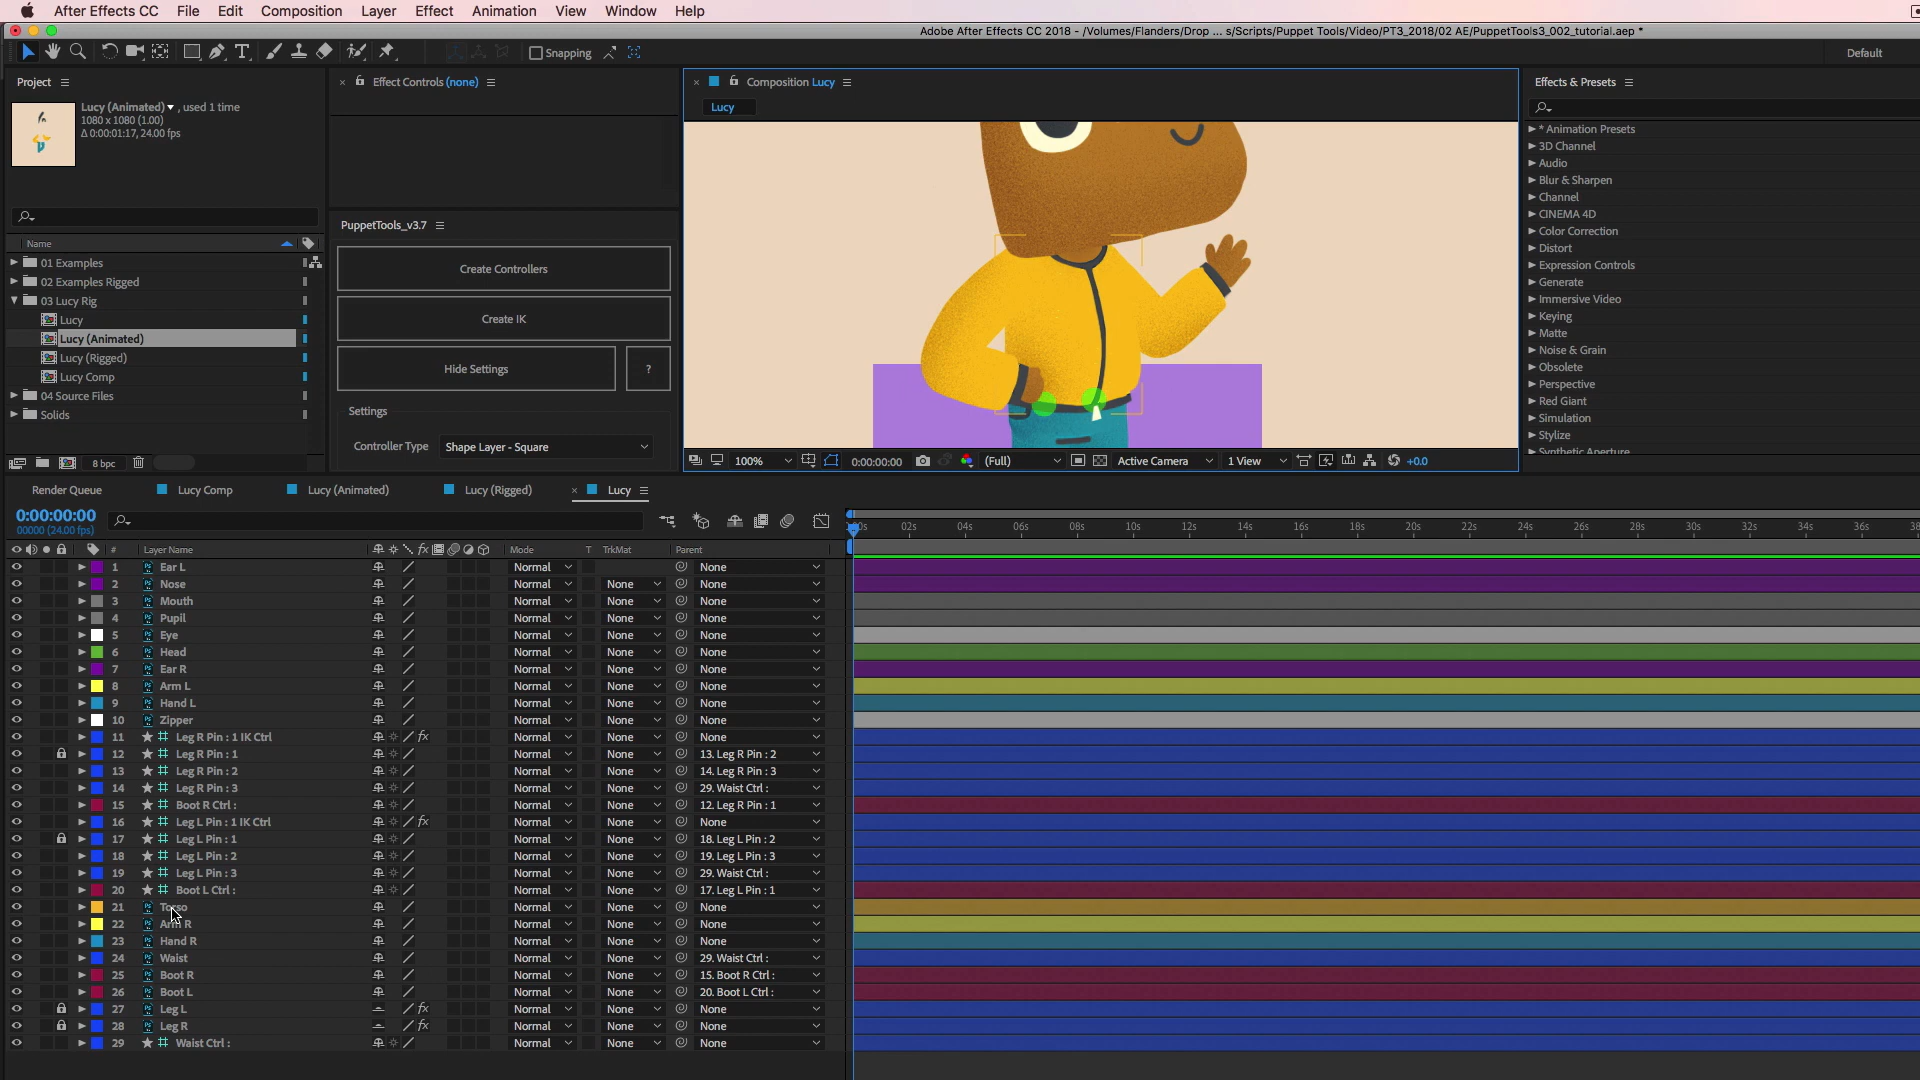 After Effects CC File Edit Composition Layer Effect Animation View Window Help
Adobe After Effects CC 2018 - /Volumes/Flanders/Drop ... s/Scripts/Puppet Tools/Video/PT3_2018/02 AE/PuppetTools3_002_tutorial.aep *
Snapping
Default
Project
Lucy (Animated) , used 1 time
1080 x 1080 (1.00)
Δ 0:00:01:17, 24.00 fps
Name
01 Examples
02 Examples Rigged
03 Lucy Rig
Lucy
Lucy (Animated)
Lucy (Rigged)
Lucy Comp
04 Source Files
Solids
8 bpc
Effect Controls (none)
PuppetTools_v3.7
Create Controllers
Create IK
Hide Settings ?
Settings
Controller Type Shape Layer - Square
Composition Lucy
Lucy
100% 0:00:00:00 (Full) Active Camera 1 View +0.0
Effects & Presets
* Animation Presets
3D Channel
Audio
Blur & Sharpen
Channel
CINEMA 4D
Color Correction
Distort
Expression Controls
Generate
Immersive Video
Keying
Matte
Noise & Grain
Obsolete
Perspective
Red Giant
Simulation
Stylize
Synthetic Aperture
Render Queue Lucy Comp Lucy (Animated) Lucy (Rigged) Lucy
0:00:00:00
00000 (24.00 fps)
02s 04s 06s 08s 10s 12s 14s 16s 18s 20s 22s 24s 26s 28s 30s 32s 34s 36s 38
# Layer Name fx Mode T TrkMat Parent
1 Ear L Normal None
2 Nose Normal None None
3 Mouth Normal None None
4 Pupil Normal None None
5 Eye Normal None None
6 Head Normal None None
7 Ear R Normal None None
8 Arm L Normal None None
9 Hand L Normal None None
10 Zipper Normal None None
11 Leg R Pin : 1 IK Ctrl fx Normal None None
12 Leg R Pin : 1 Normal None 13. Leg R Pin : 2
13 Leg R Pin : 2 Normal None 14. Leg R Pin : 3
14 Leg R Pin : 3 Normal None 29. Waist Ctrl :
15 Boot R Ctrl : Normal None 12. Leg R Pin : 1
16 Leg L Pin : 1 IK Ctrl fx Normal None None
17 Leg L Pin : 1 Normal None 18. Leg L Pin : 2
18 Leg L Pin : 2 Normal None 19. Leg L Pin : 3
19 Leg L Pin : 3 Normal None 29. Waist Ctrl :
20 Boot L Ctrl : Normal None 17. Leg L Pin : 1
21 Torso Normal None None
22 Arm R Normal None None
23 Hand R Normal None None
24 Waist Normal None 29. Waist Ctrl :
25 Boot R Normal None 15. Boot R Ctrl :
26 Boot L Normal None 20. Boot L Ctrl :
27 Leg L fx Normal None None
28 Leg R fx Normal None None
29 Waist Ctrl : Normal None None